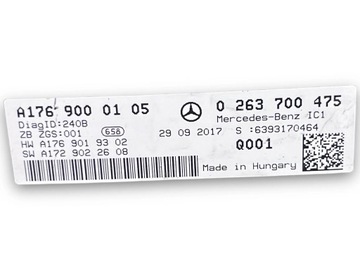 A176 900 01 05 0 263 700 475
DiagID:240B Mercedes-Benz IC1
ZB ZGS:001 658 29 09 2017 S :6393170464
HW A176 901 93 02 Q001
SW A172 902 26 08
Made in Hungary